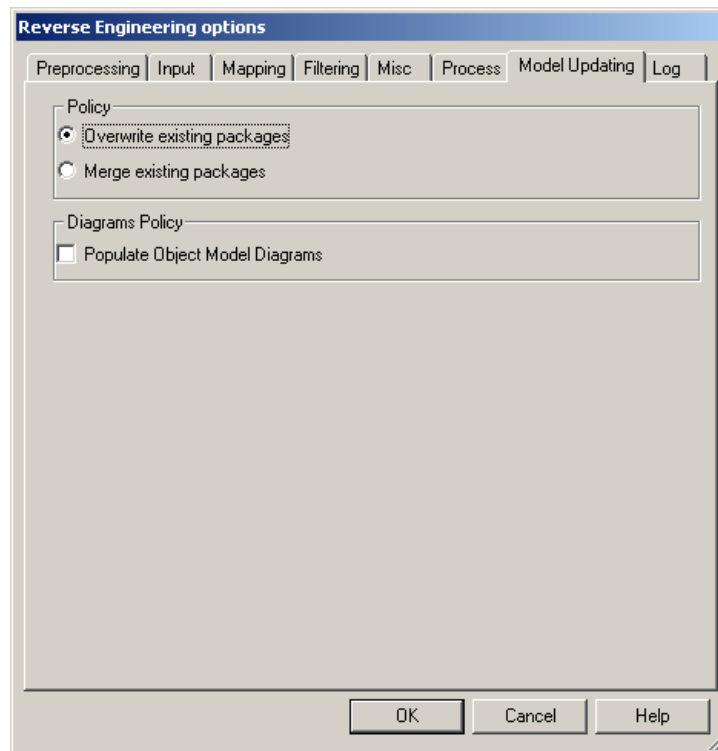 Reverse Engineering options
Preprocessing Input Mapping Filtering Misc Process Model Updating Log
Policy
Overwrite existing packages
Merge existing packages
Diagrams Policy
Populate Object Model Diagrams
OK Cancel Help